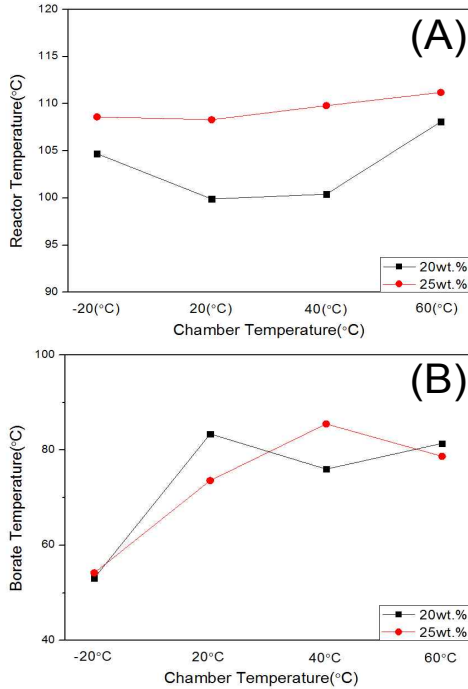 (A)
Reactor Temperature(°C)
120
115
110
105
100
95
90
20wt.%
25wt.%
-20(°C) 20(°C) 40(°C) 60(°C)
Chamber Temperature(°C)
(B)
Borate Temperature(°C)
100
80
60
40
20wt.%
25wt.%
-20°C 20°C 40°C 60°C
Chamber Temperature(°C)